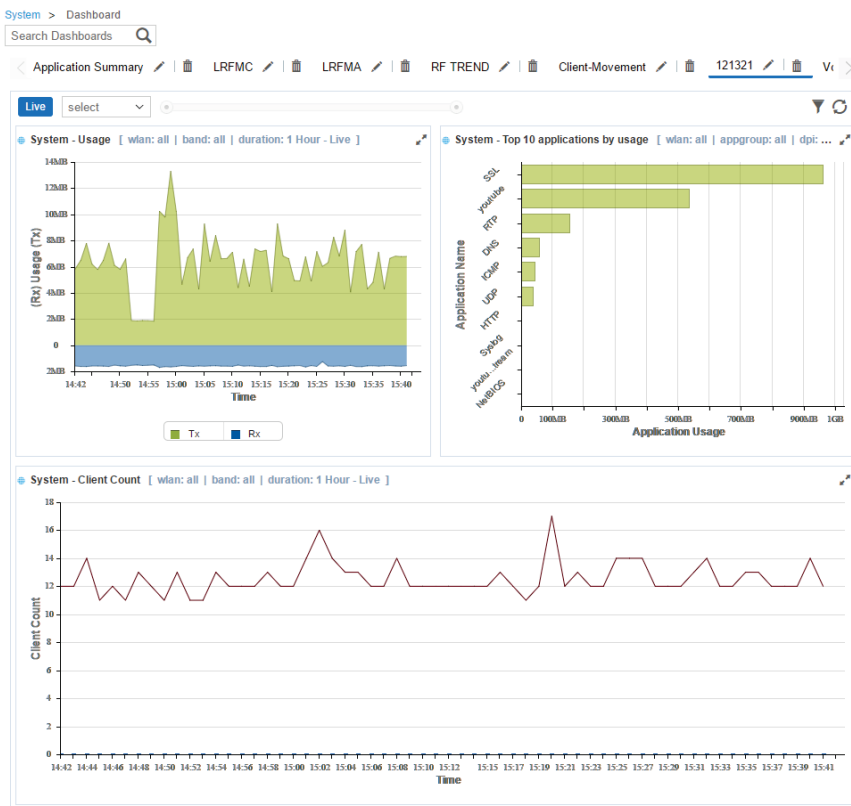 System > Dashboard
Search Dashboards
Application Summary LRFMC LRFMA RF TREND Client-Movement 121321
Live select
System - Usage [ wlan: all | band: all | duration: 1 Hour - Live ]
14MB
12MB
10MB
8MB
6MB
4MB
2MB
0
2MB
(Rx) Usage (Tx)
14:42 14:50 14:55 15:00 15:05 15:10 15:15 15:20 15:25 15:30 15:35 15:40
Time
Tx Rx
System - Top 10 applications by usage [ wlan: all | appgroup: all | dpi: ...
Application Name
SSL
youtube
RTP
DNS
ICMP
UDP
HTTP
Syslog
youtu...tream
NetBIOS
0 100MB 300MB 500MB 700MB 900MB 1GB
Application Usage
System - Client Count [ wlan: all | band: all | duration: 1 Hour - Live ]
18
16
14
12
10
8
6
4
2
0
Client Count
14:42 14:44 14:46 14:48 14:50 14:52 14:54 14:56 14:58 15:00 15:02 15:04 15:06 15:08 15:10 15:12 15:15 15:17 15:19 15:21 15:23 15:25 15:27 15:29 15:31 15:33 15:35 15:37 15:39 15:41
Time